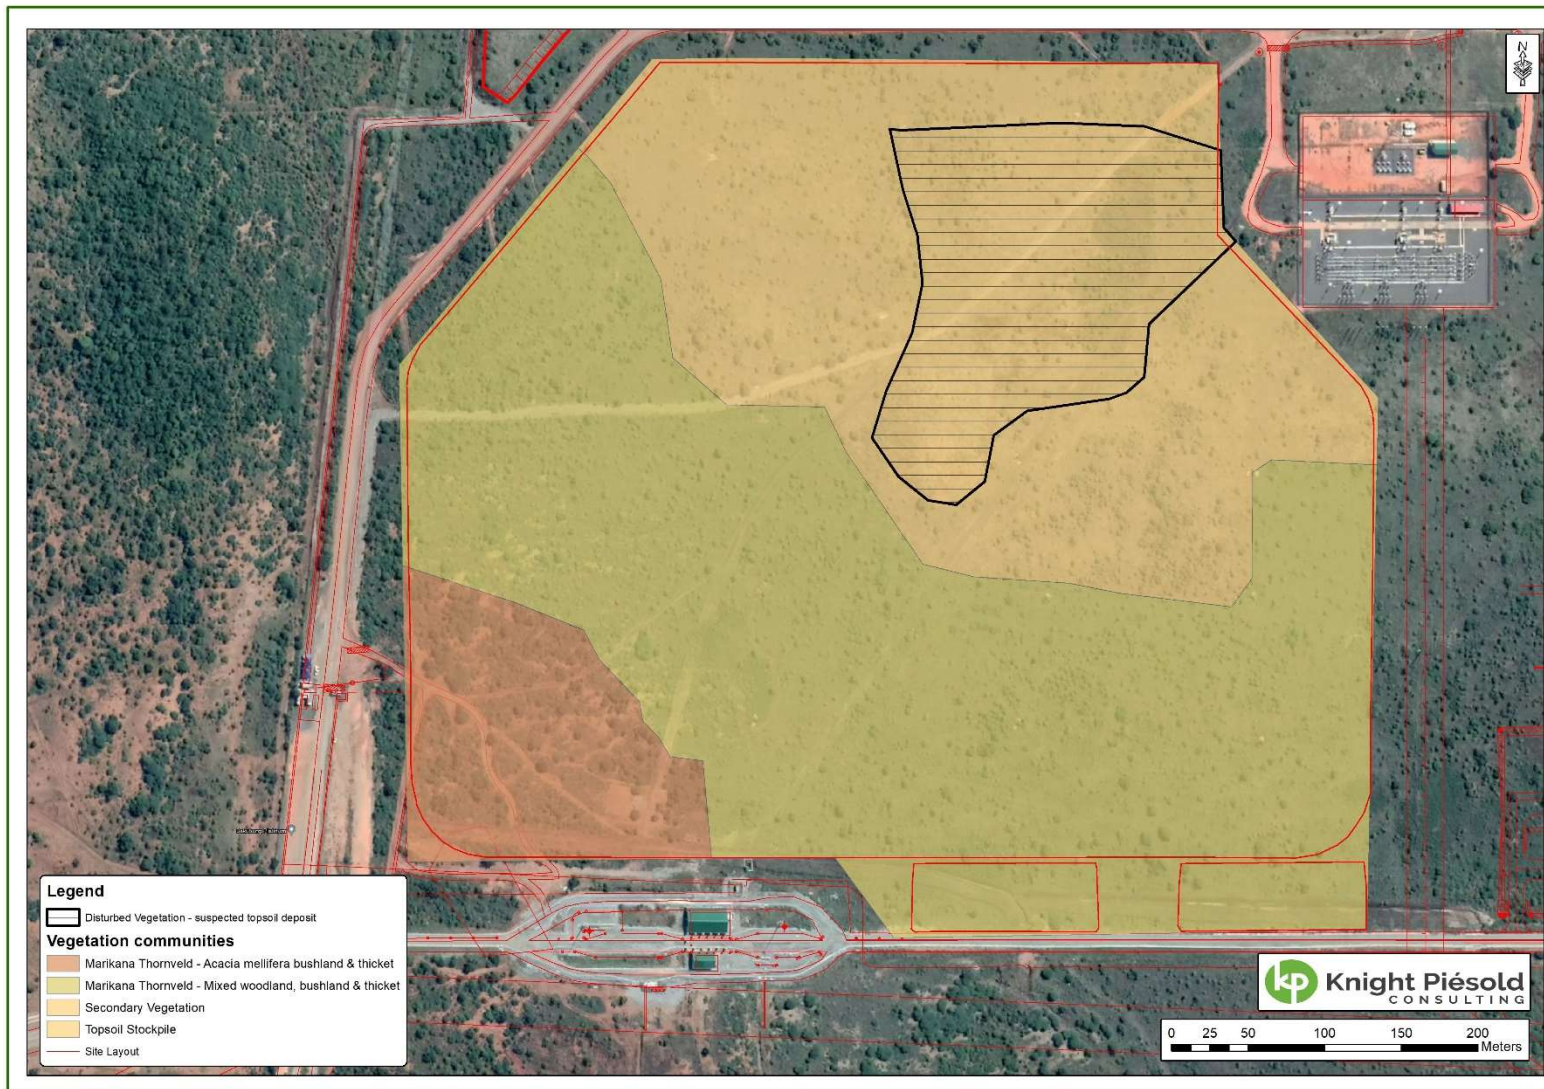 N
Legend
Disturbed Vegetation - suspected topsoil deposit
Vegetation communities
Marikana Thornveld - Acacia mellifera bushland & thicket
Marikana Thornveld - Mixed woodland, bushland & thicket
Secondary Vegetation
Topsoil Stockpile
Site Layout
kp Knight Piésold
CONSULTING
0 25 50 100 150 200
Meters